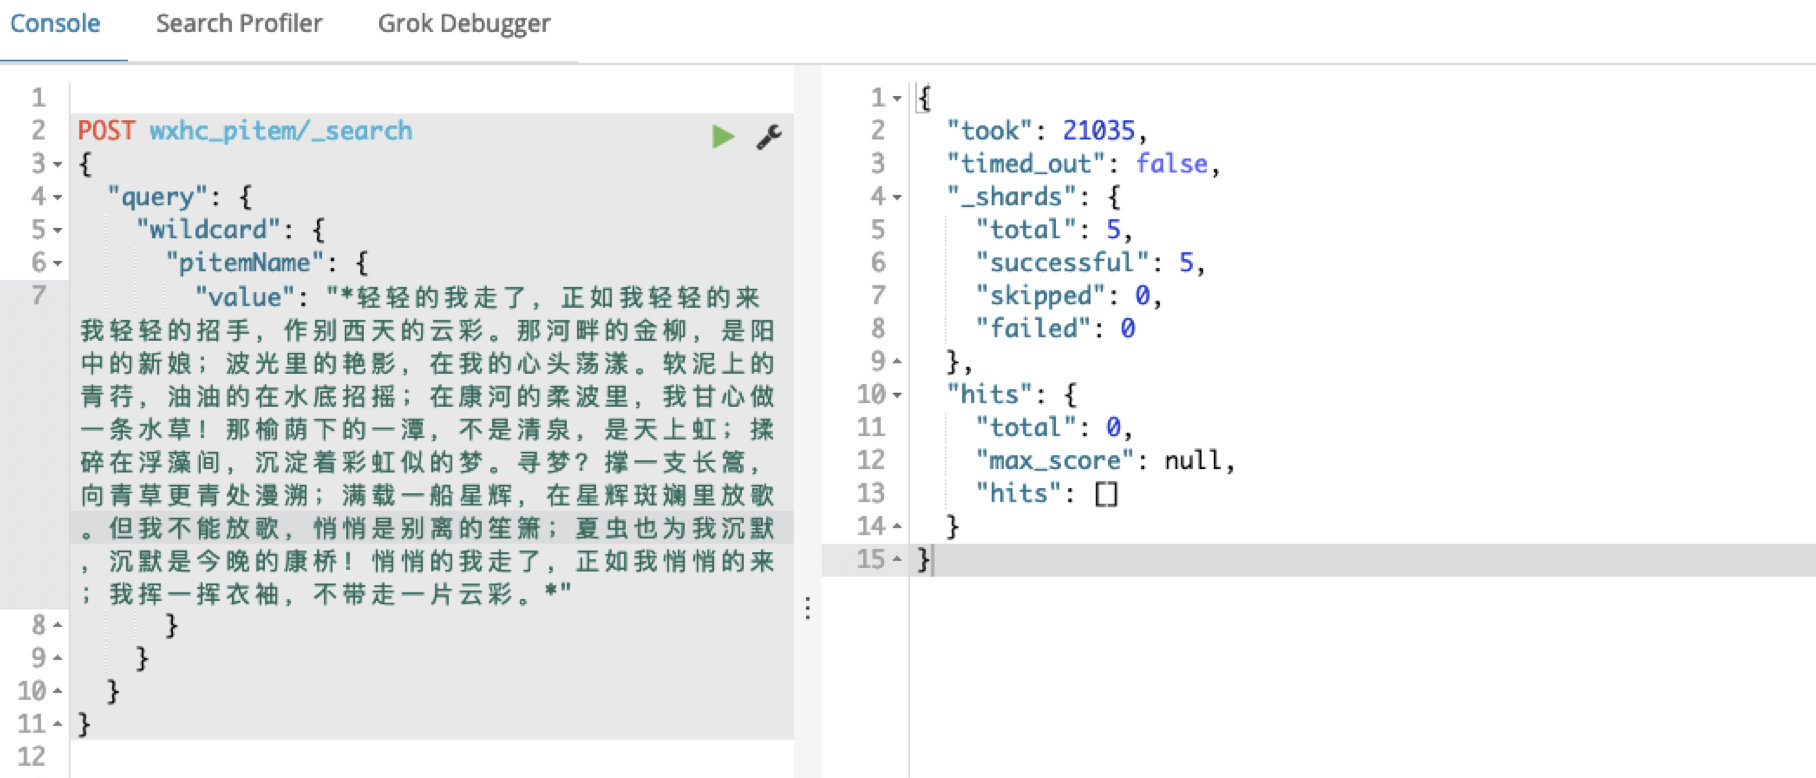 Console Search Profiler Grok Debugger
1
2 POST wxhc_pitem/_search
3 {
4 "query": {
5 "wildcard": {
6 "pitemName": {
7 "value": "*轻轻的我走了，正如我轻轻的来
我轻轻的招手，作别西天的云彩。那河畔的金柳，是阳
中的新娘；波光里的艳影，在我的心头荡漾。软泥上的
青荇，油油的在水底招摇；在康河的柔波里，我甘心做
一条水草！那榆荫下的一潭，不是清泉，是天上虹；揉
碎在浮藻间，沉淀着彩虹似的梦。寻梦？撑一支长篙，
向青草更青处漫溯；满载一船星辉，在星辉斑斓里放歌
。但我不能放歌，悄悄是别离的笙箫；夏虫也为我沉默
，沉默是今晚的康桥！悄悄的我走了，正如我悄悄的来
；我挥一挥衣袖，不带走一片云彩。*"
8 }
9 }
10 }
11 }
12
1 {
2 "took": 21035,
3 "timed_out": false,
4 "_shards": {
5 "total": 5,
6 "successful": 5,
7 "skipped": 0,
8 "failed": 0
9 },
10 "hits": {
11 "total": 0,
12 "max_score": null,
13 "hits": []
14 }
15 }